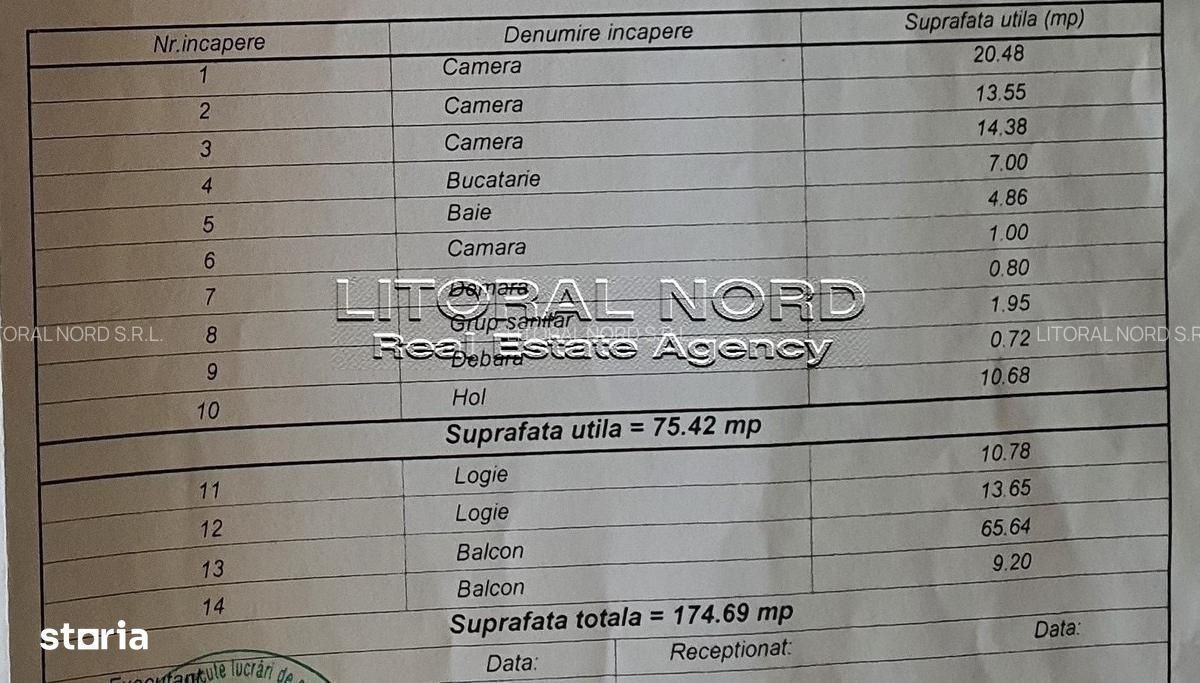 Nr.incapere Denumire incapere Suprafata utila (mp)
1 Camera 20.48
2 Camera 13.55
3 Camera 14.38
4 Bucatarie 7.00
5 Baie 4.86
6 Camara 1.00
7 0.80
8 Grup sanitar 1.95
9 Debara 0.72
10 Hol 10.68
LITORAL NORD
Real Estate Agency
TORAL NORD S.R.L.
LITORAL NORD S.R
Suprafata utila = 75.42 mp
11 Logie 10.78
12 Logie 13.65
13 Balcon 65.64
14 Balcon 9.20
Suprafata totala = 174.69 mp
Data: Receptionat: Data:
storia
lucrări de